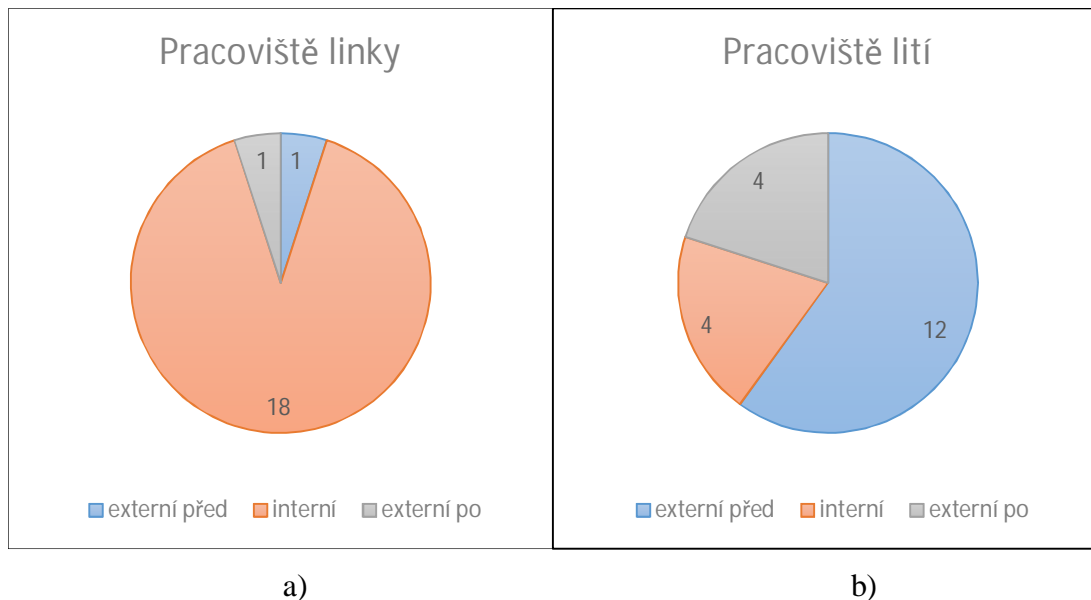 Pracoviště linky
1 1
18
externí před interní externí po
a)
Pracoviště lití
4
4
12
externí před interní externí po
b)